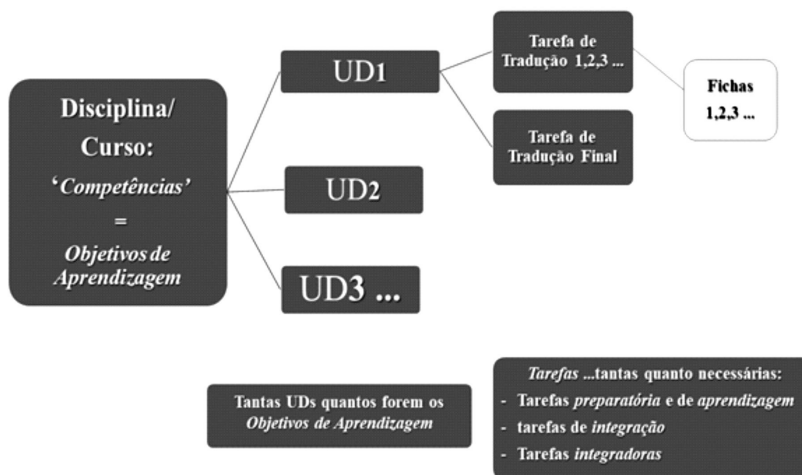 Disciplina/
Curso:
‘Competências’
=
Objetivos de
Aprendizagem
UD1
UD2
UD3 ...
Tarefa de
Tradução 1,2,3 ...
Tarefa de
Tradução Final
Fichas
1,2,3 ...
Tantas UDs quantos forem os
Objetivos de Aprendizagem
Tarefas ...tantas quanto necessárias:
- Tarefas preparatória e de aprendizagem
- tarefas de integração
- Tarefas integradoras